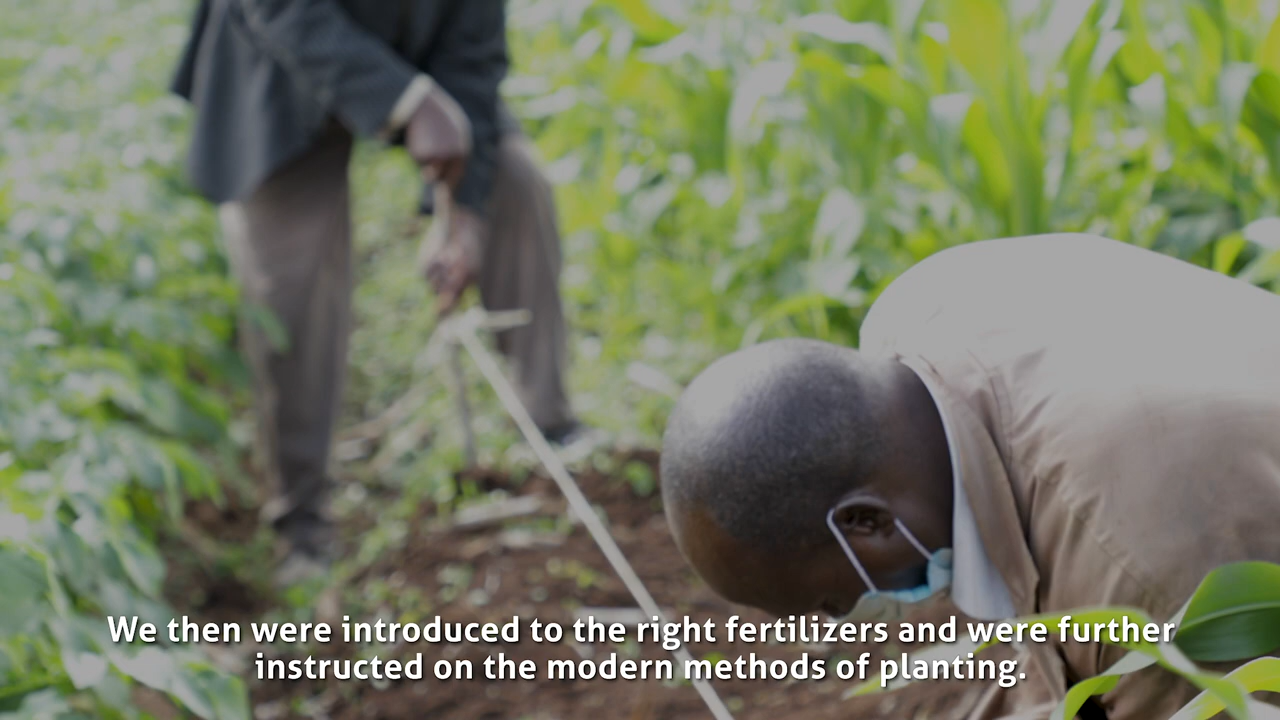 We then were introduced to the right fertilizers and were further
instructed on the modern methods of planting.